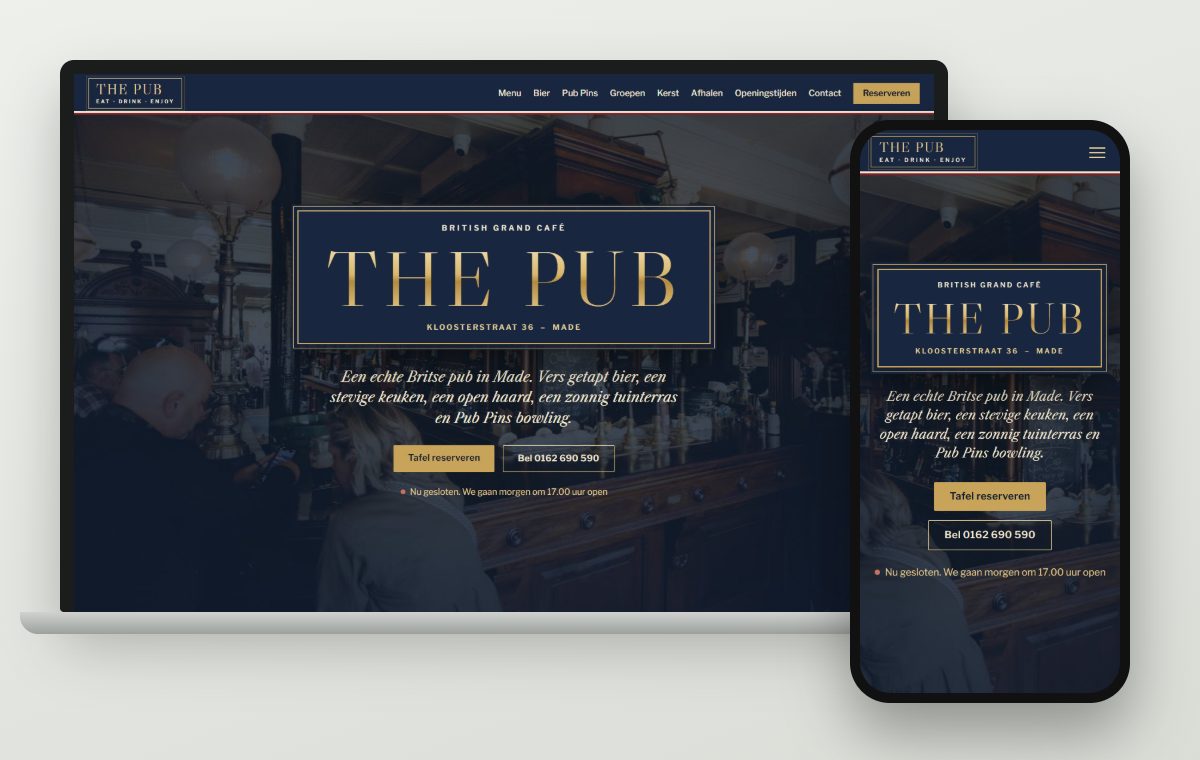 THE PUB
EAT · DRINK · ENJOY
Menu Bier Pub Pins Groepen Kerst Afhalen Openingstijden Contact Reserveren
BRITISH GRAND CAFÉ
THE PUB
KLOOSTERSTRAAT 36 – MADE
Een echte Britse pub in Made. Vers getapt bier, een
stevige keuken, een open haard, een zonnig tuinterras
en Pub Pins bowling.
Tafel reserveren
Bel 0162 690 590
Nu gesloten. We gaan morgen om 17.00 uur open
THE PUB
EAT · DRINK · ENJOY
BRITISH GRAND CAFÉ
THE PUB
KLOOSTERSTRAAT 36 – MADE
Een echte Britse pub in Made. Vers
getapt bier, een stevige keuken, een
open haard, een zonnig tuinterras en
Pub Pins bowling.
Tafel reserveren
Bel 0162 690 590
Nu gesloten. We gaan morgen om 17.00 uur open